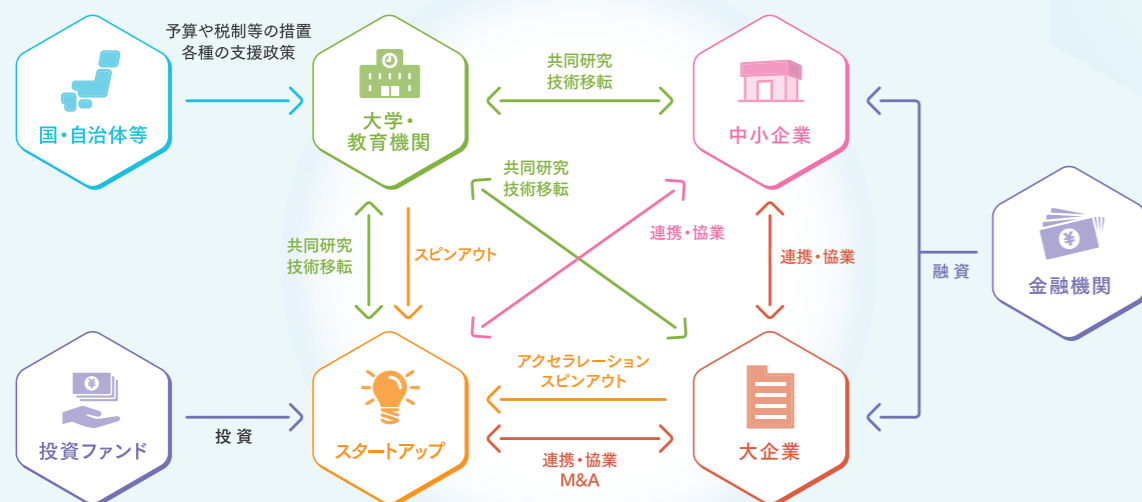 予算や税制等の措置
各種の支援政策
国・自治体等
大学・
教育機関
共同研究
技術移転
中小企業
共同研究
技術移転
共同研究
技術移転
スピンアウト
連携・協業
連携・協業
融資
金融機関
投資ファンド
投資
スタートアップ
アクセラレーション
スピンアウト
連携・協業
M&A
大企業